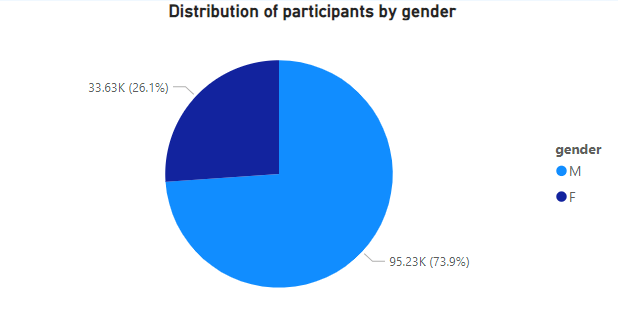 Distribution of participants by gender
33.63K (26.1%)
gender
M
F
95.23K (73.9%)